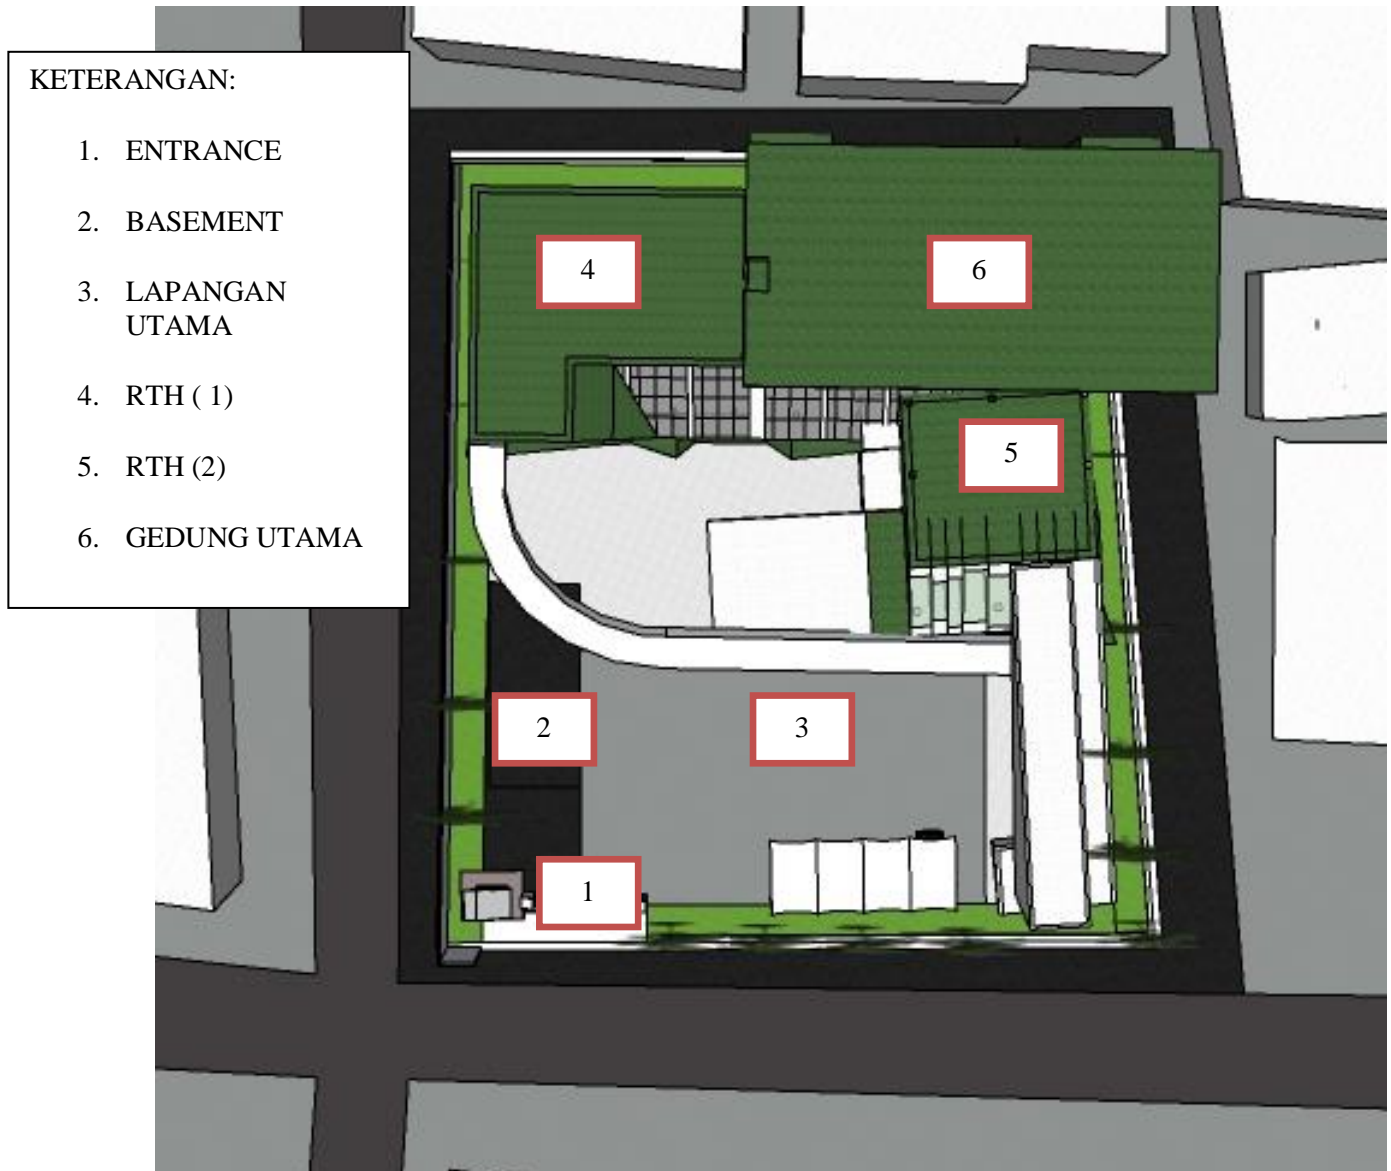 KETERANGAN:
1. ENTRANCE
2. BASEMENT
3. LAPANGAN
UTAMA
4. RTH ( 1)
5. RTH (2)
6. GEDUNG UTAMA
4
6
5
2
3
1